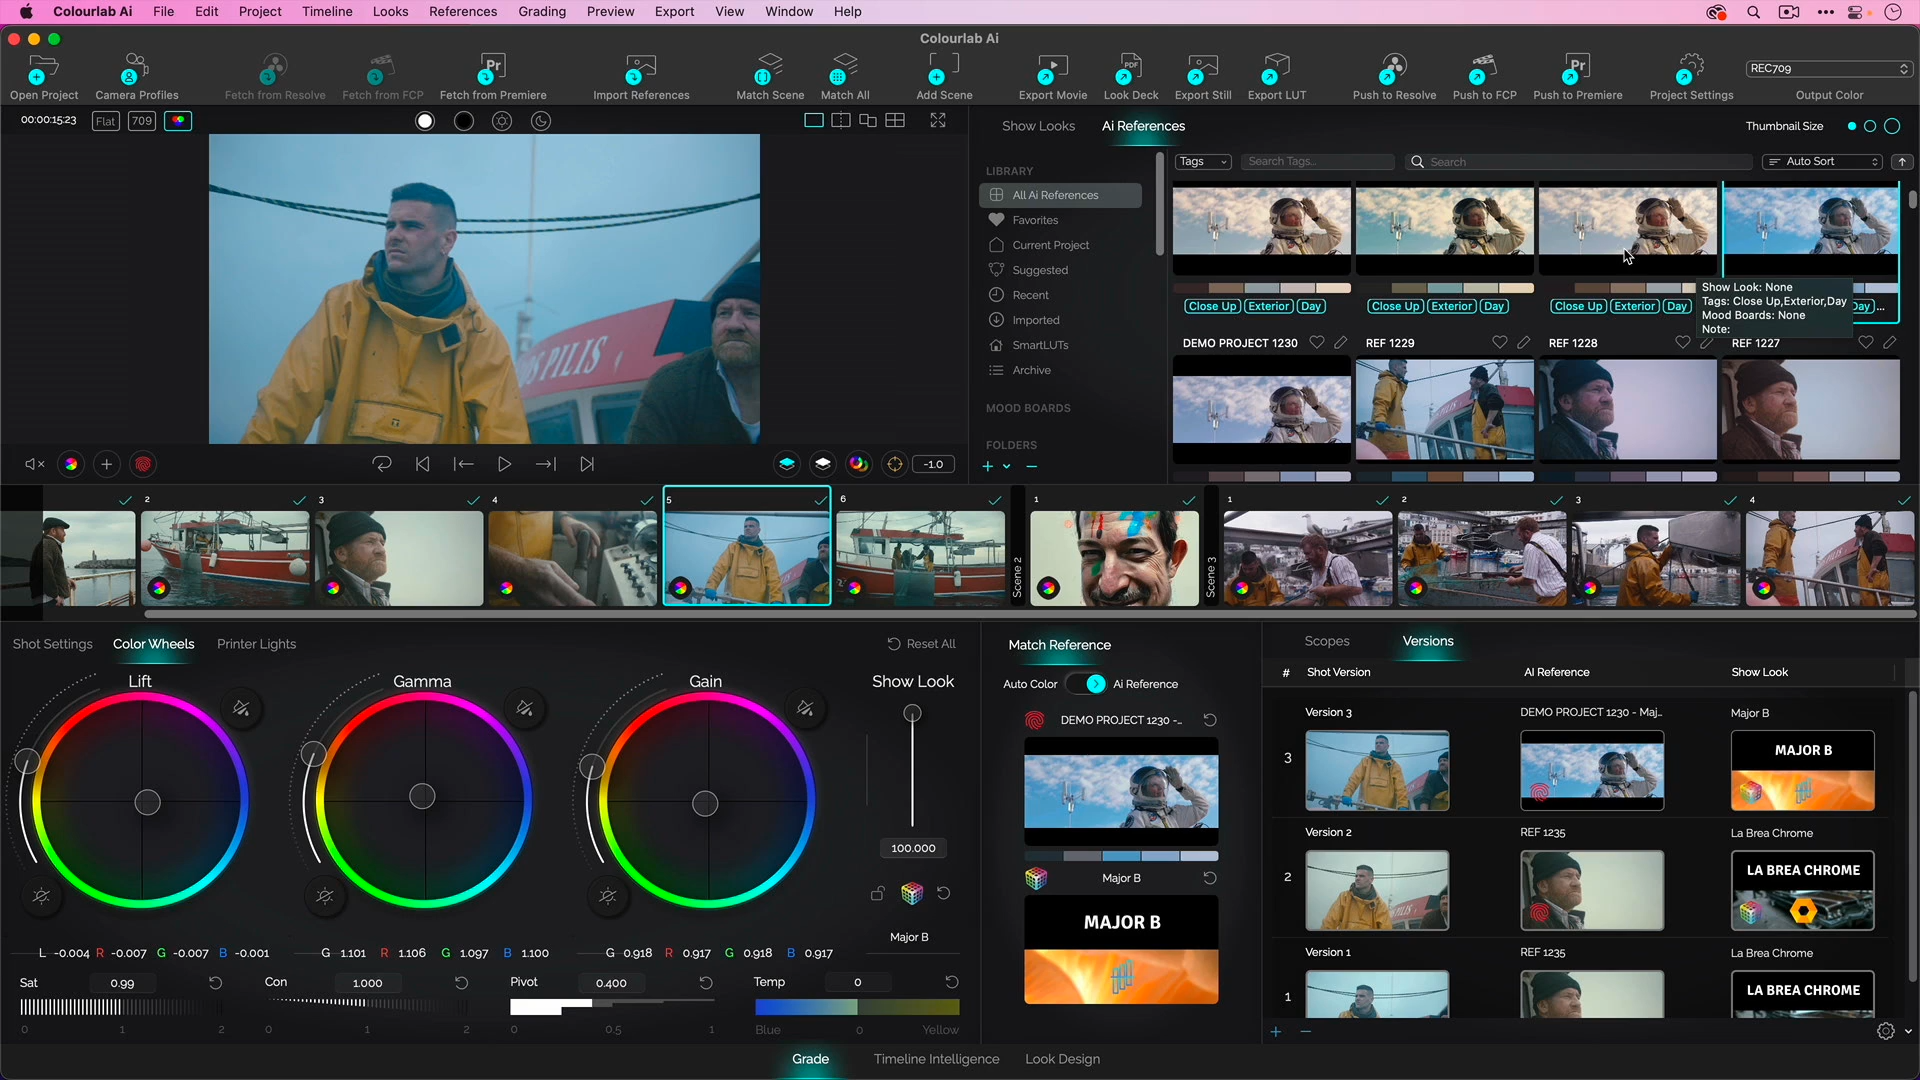 Colourlab Ai File Edit Project Timeline Looks References Grading Preview Export View Window Help
Colourlab Ai
Pr Pr PDF
Open Project Camera Profiles Fetch from Resolve Fetch from FCP Fetch from Premiere Import References Match Scene Match All Add Scene Export Movie Look Deck Export Still Export LUT Push to Resolve Push to FCP Push to Premiere Project Settings Output Color
REC709
00:00:15:23 Flat 709
Show Looks Ai References Thumbnail Size
LIBRARY
All Ai References
Favorites
Current Project
Suggested
Recent
Imported
SmartLUTs
Archive
MOOD BOARDS
FOLDERS
Tags Search Tags... Search Auto Sort
Close Up Exterior Day Close Up Exterior Day Close Up Exterior Day Day ...
Show Look: None
Tags: Close Up,Exterior,Day
Mood Boards: None
Note:
DEMO PROJECT 1230 REF 1229 REF 1228 REF 1227
OS PILIS
-1.0
2 3 4 5 6 Scene 2 1 Scene 3 1 2 3 4
Shot Settings Color Wheels Printer Lights Reset All
Lift Gamma Gain Show Look
100.000
Major B
L -0.004 R -0.007 G -0.007 B -0.001 G 1.101 R 1.106 G 1.097 B 1.100 G 0.918 R 0.917 G 0.918 B 0.917
Sat 0.99 Con 1.000 Pivot 0.400 Temp 0
0 1 2 0 1 2 0 0.5 1 Blue 0 Yellow
Match Reference
Auto Color Ai Reference
DEMO PROJECT 1230 -...
Major B
MAJOR B
Scopes Versions
# Shot Version AI Reference Show Look
Version 3 DEMO PROJECT 1230 - Maj... Major B
3 MAJOR B
Version 2 REF 1235 La Brea Chrome
2 LA BREA CHROME
Version 1 REF 1235 La Brea Chrome
1 LA BREA CHROME
Grade Timeline Intelligence Look Design